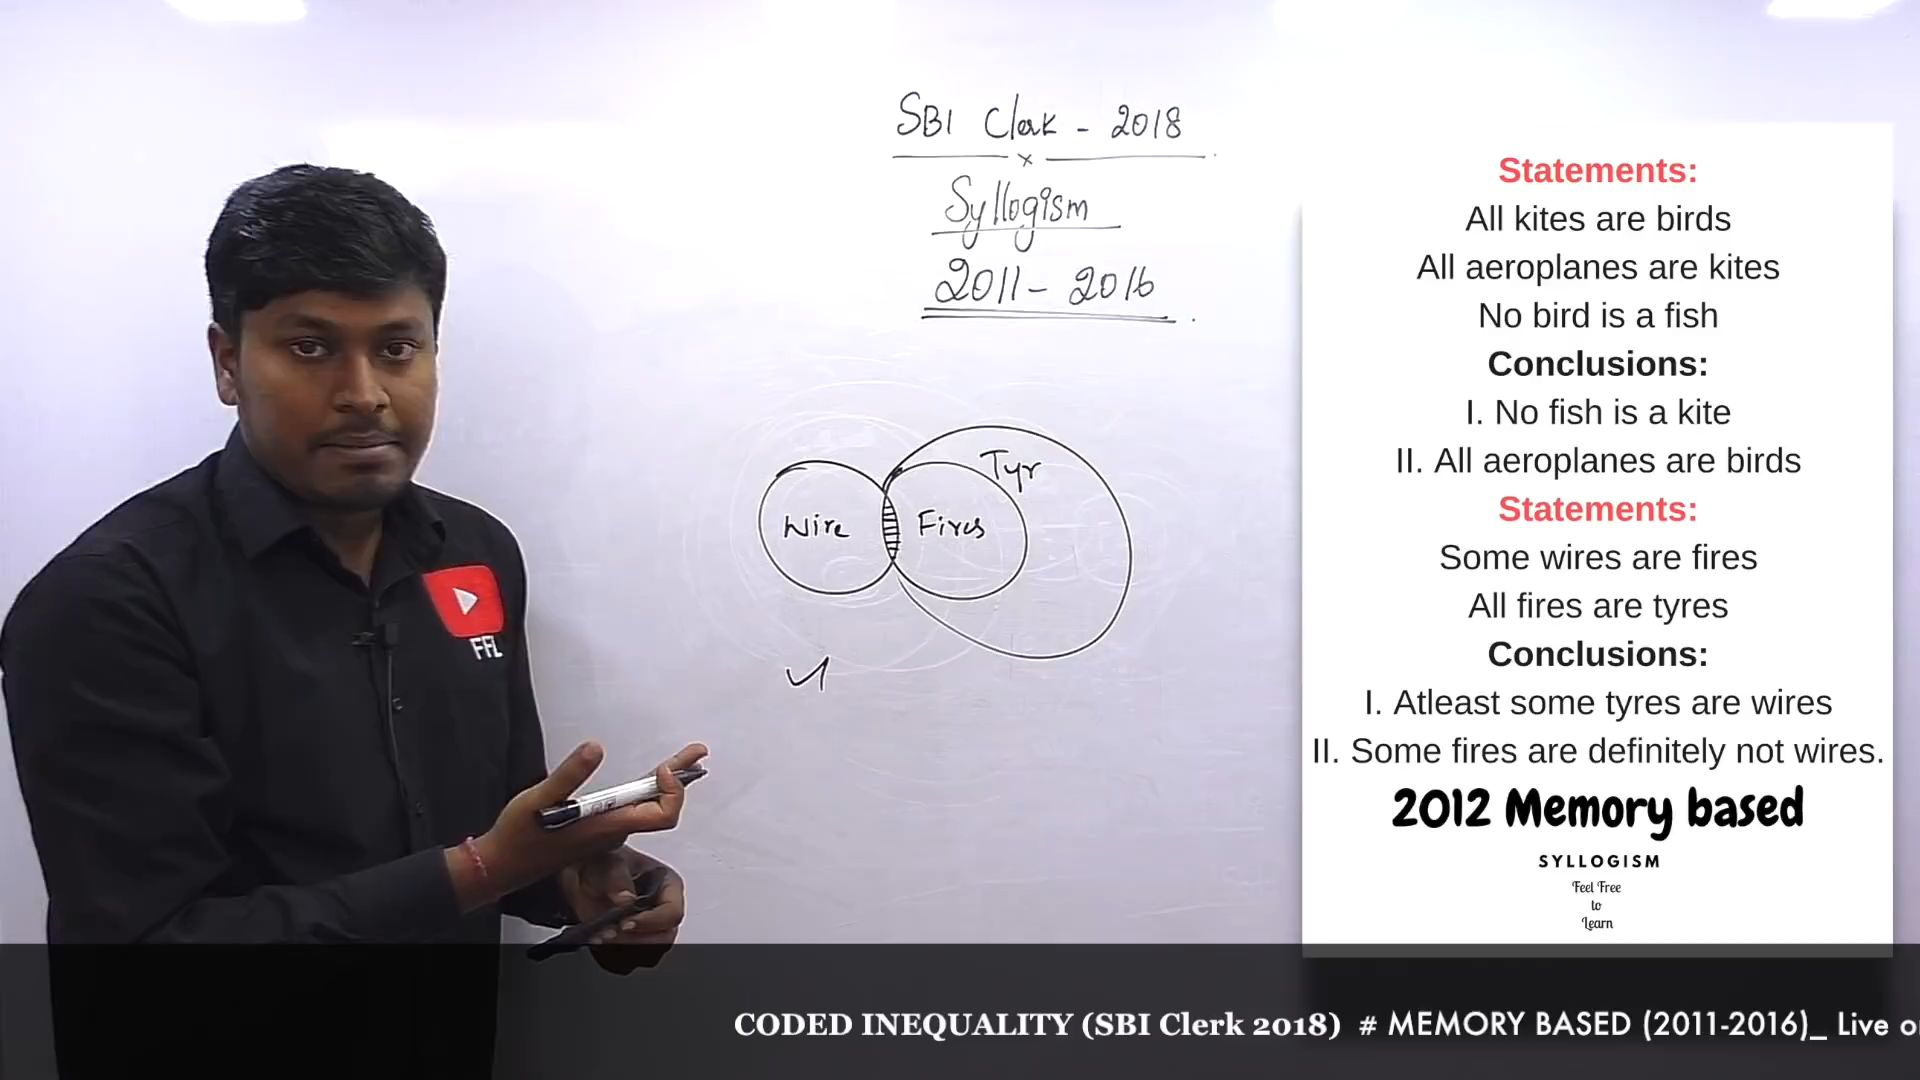 SBI Clerk - 2018
x
Syllogism
2011 - 2016
Tyr
Wire
Fires
FFL
Statements:
All kites are birds
All aeroplanes are kites
No bird is a fish
Conclusions:
I. No fish is a kite
II. All aeroplanes are birds
Statements:
Some wires are fires
All fires are tyres
Conclusions:
I. Atleast some tyres are wires
II. Some fires are definitely not wires.
2012 Memory based
SYLLOGISM
Feel Free
to
Learn
CODED INEQUALITY (SBI Clerk 2018) # MEMORY BASED (2011-2016)_ Live o